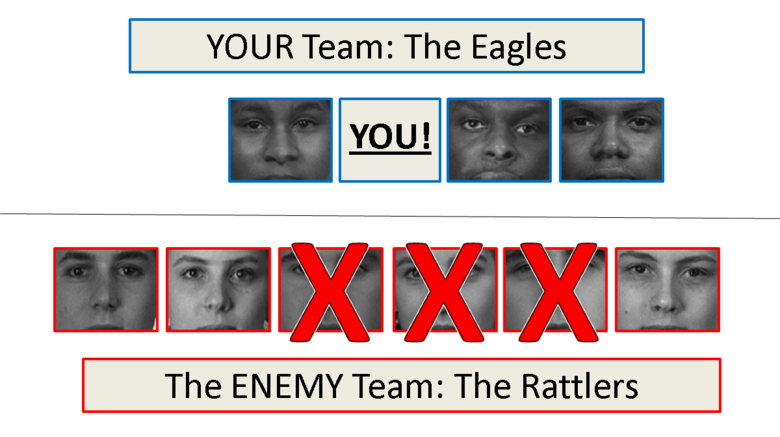 YOUR Team: The Eagles
YOU!
X X X
The ENEMY Team: The Rattlers